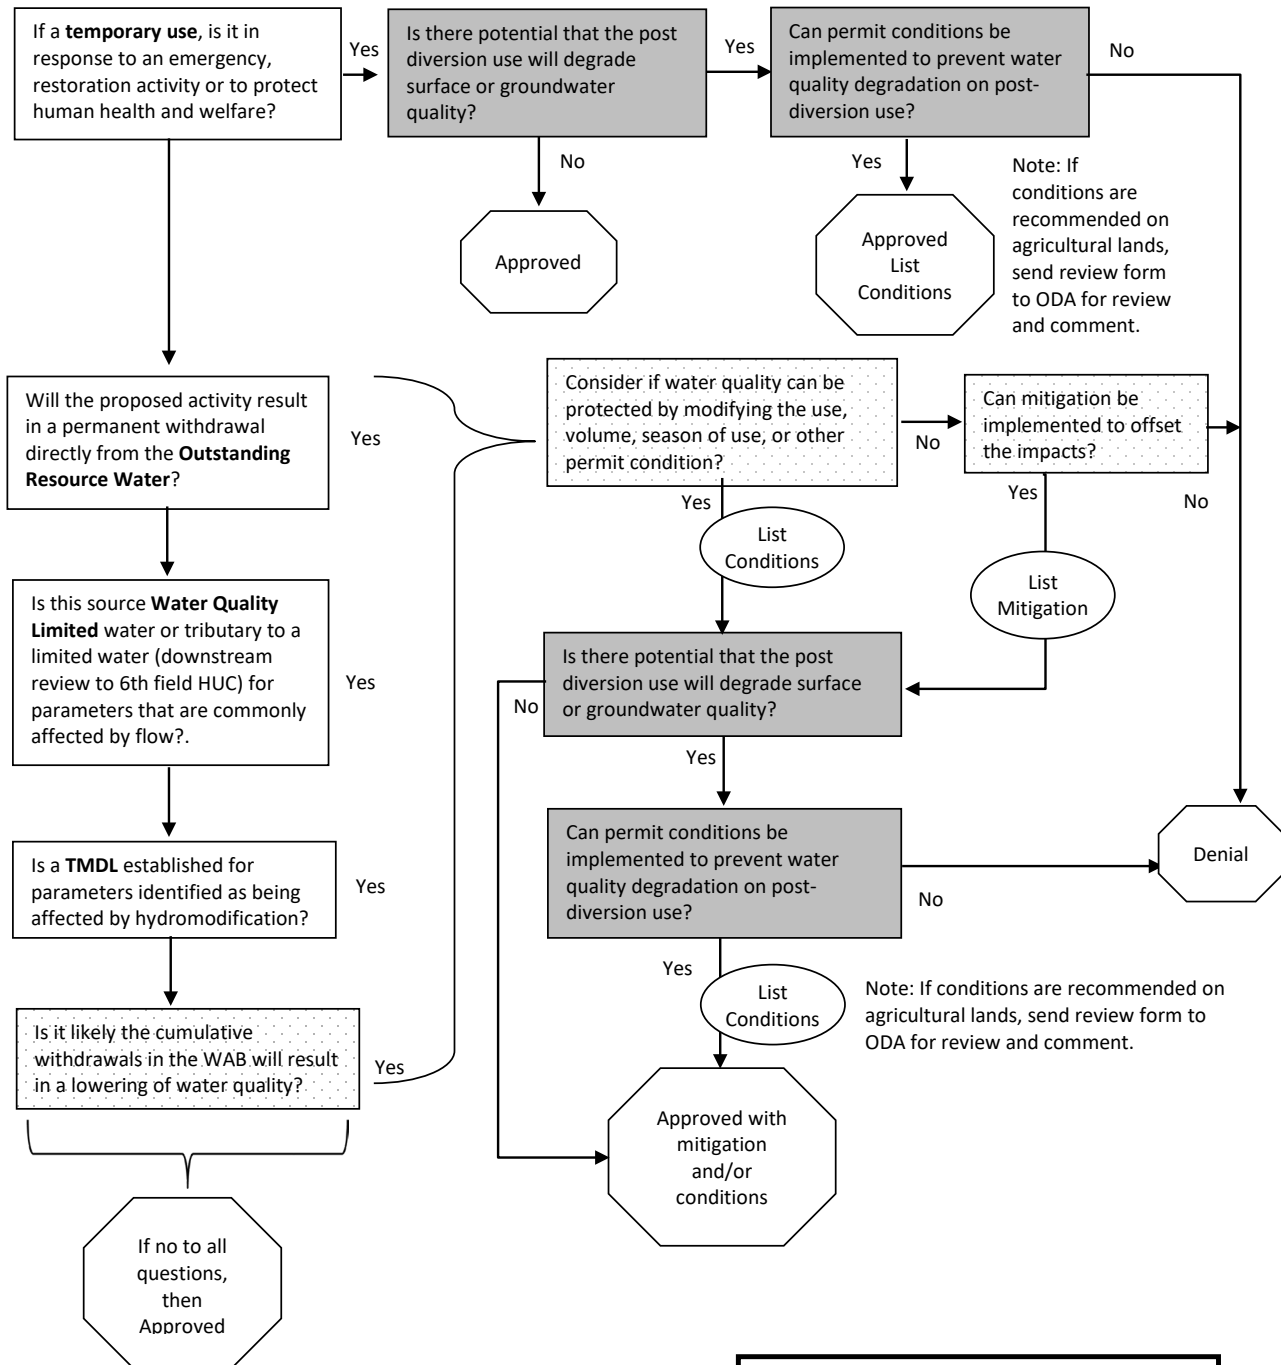 If a temporary use, is it in
response to an emergency,
restoration activity or to protect
human health and welfare?
Yes
Is there potential that the post
diversion use will degrade
surface or groundwater
quality?
Yes
Can permit conditions be
implemented to prevent water
quality degradation on post-
diversion use?
No
No
Approved
Yes
Approved
List
Conditions
Note: If
conditions are
recommended on
agricultural lands,
send review form
to ODA for review
and comment.
Will the proposed activity result
in a permanent withdrawal
directly from the Outstanding
Resource Water?
Yes
Consider if water quality can be
protected by modifying the use,
volume, season of use, or other
permit condition?
No
Can mitigation be
implemented to offset
the impacts?
No
Yes
List
Conditions
Yes
List
Mitigation
Is this source Water Quality
Limited water or tributary to a
limited water (downstream
review to 6th field HUC) for
parameters that are commonly
affected by flow?.
Yes
Is there potential that the post
diversion use will degrade surface
or groundwater quality?
No
Yes
Is a TMDL established for
parameters identified as being
affected by hydromodification?
Yes
Can permit conditions be
implemented to prevent water
quality degradation on post-
diversion use?
No
Denial
Yes
List
Conditions
Note: If conditions are recommended on
agricultural lands, send review form to
ODA for review and comment.
Is it likely the cumulative
withdrawals in the WAB will result
in a lowering of water quality?
Yes
Approved with
mitigation
and/or
conditions
If no to all
questions,
then
Approved